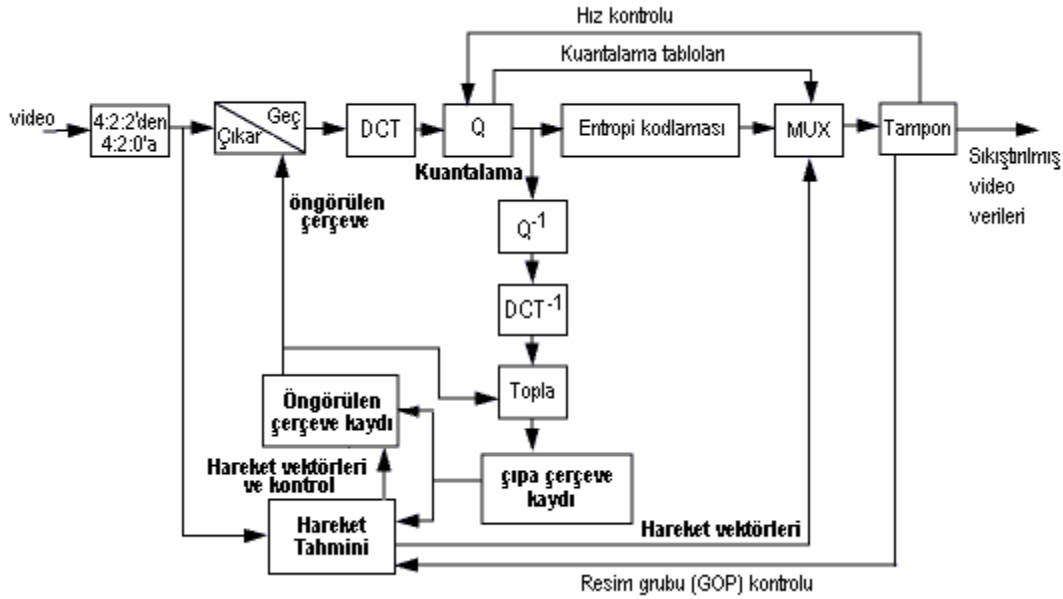 Hız kontrolu
Kuantalama tabloları
video
4:2:2'den
4:2:0'a
Geç
Çıkar
DCT
Q
Entropi kodlaması
MUX
Tampon
Kuantalama
Sıkıştırılmış
video
verileri
öngörülen
çerçeve
Q-1
DCT-1
Topla
Öngörülen
çerçeve kaydı
Hareket vektörleri
ve kontrol
çıpa çerçeve
kaydı
Hareket
Tahmini
Hareket vektörleri
Resim grubu (GOP) kontrolu